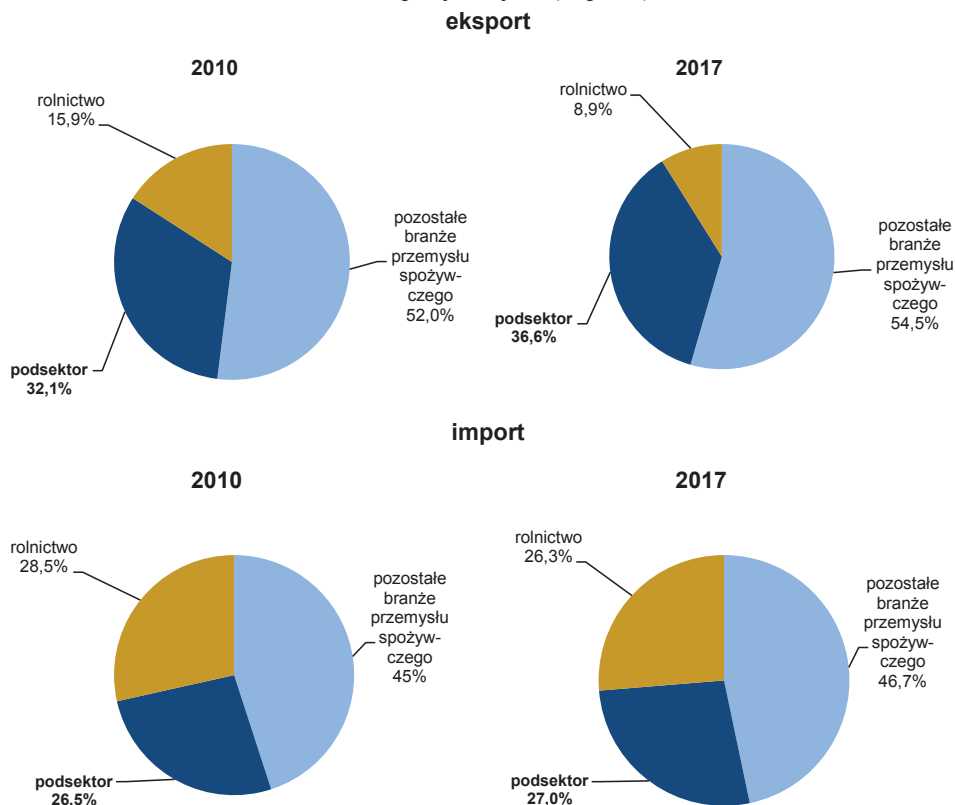 eksport
2010
rolnictwo
15,9%
pozostałe
branże
przemysłu
spożyw-
czego
52,0%
podsektor
32,1%
2017
rolnictwo
8,9%
pozostałe
branże
przemysłu
spożyw-
czego
54,5%
podsektor
36,6%
import
2010
rolnictwo
28,5%
pozostałe
branże
przemysłu
spożyw-
czego
45%
podsektor
26,5%
2017
rolnictwo
26,3%
pozostałe
branże
przemysłu
spożyw-
czego
46,7%
podsektor
27,0%